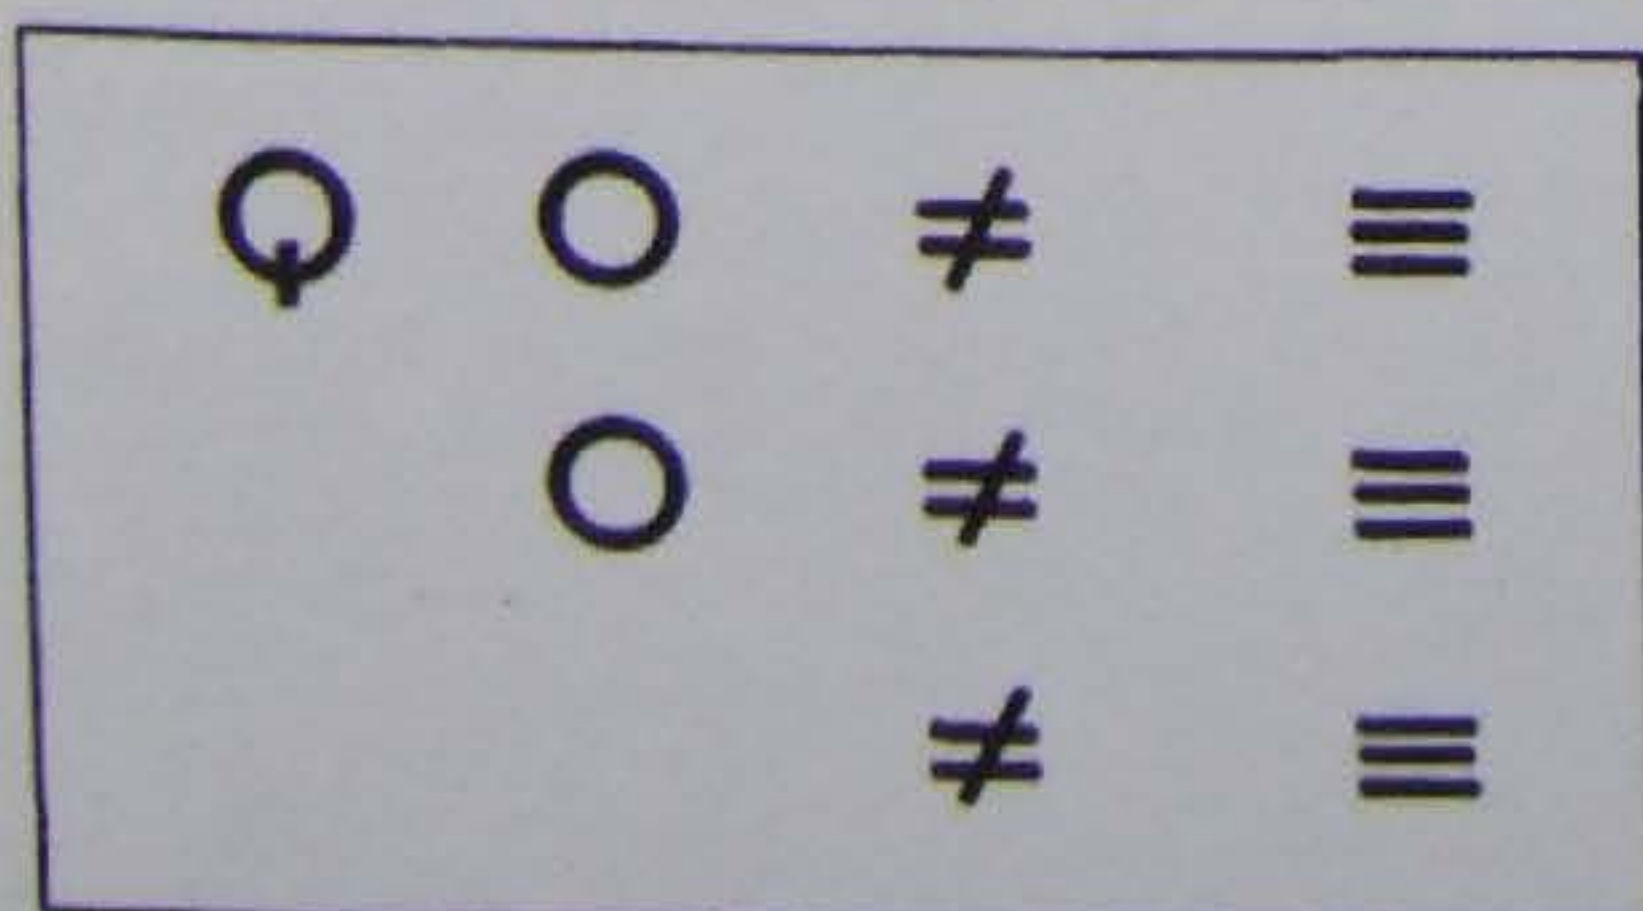 Q O ≠ ≡
O ≠ ≡
≠ ≡